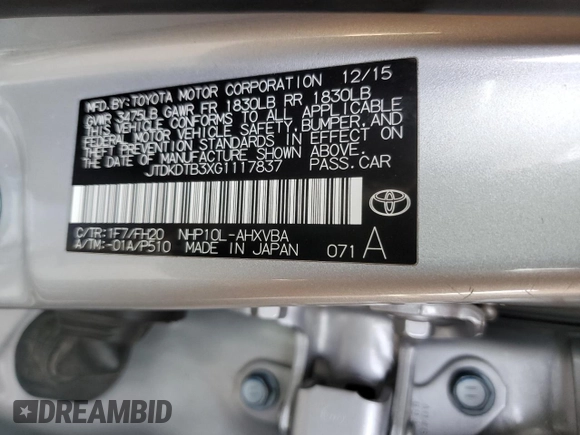 MFD. BY: TOYOTA MOTOR CORPORATION 12/15
GVWR 3475LB GAWR FR 1830LB RR 1830LB
THIS VEHICLE CONFORMS TO ALL APPLICABLE
FEDERAL MOTOR VEHICLE SAFETY, BUMPER, AND
THEFT PREVENTION STANDARDS IN EFFECT ON
THE DATE OF MANUFACTURE SHOWN ABOVE.
JTDKDTB3XG1117837 PASS. CAR
C/TR: 1F7/FH20 NHP10L-AHXVBA
A/TM: -D1A/P510 MADE IN JAPAN 071 A
DREAMBID